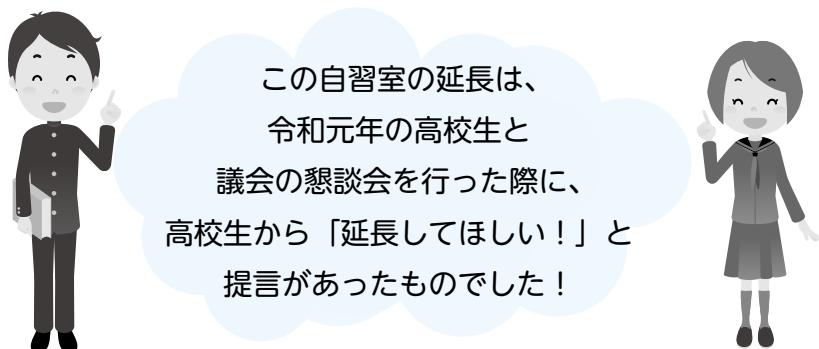 この自習室の延長は、
令和元年の高校生と
議会の懇談会を行った際に、
高校生から「延長してほしい！」と
提言があったものでした！